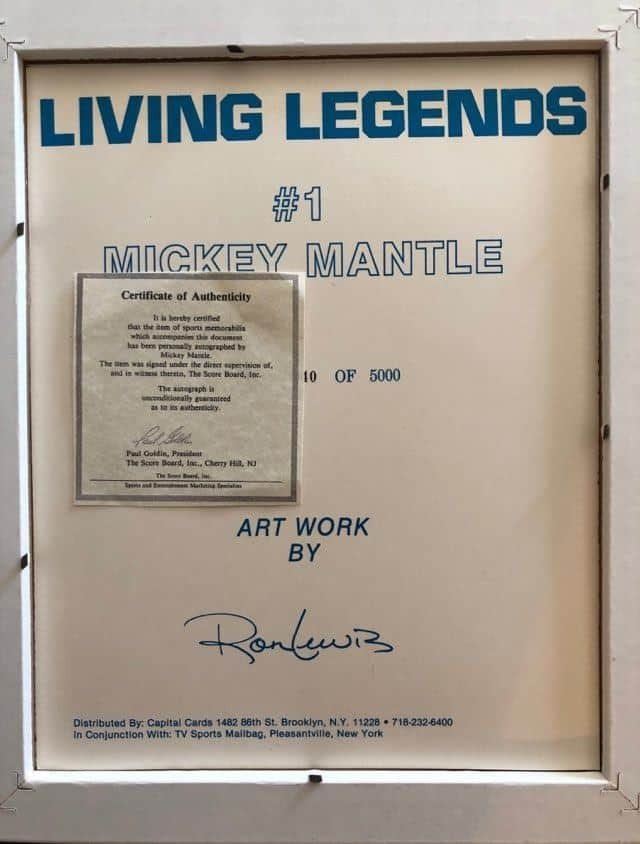 LIVING LEGENDS
#1
MICKEY MANTLE
Certificate of Authenticity
It is hereby certified
that the item of sports memorabilia
which accompanies this document
has been personally autographed by
Mickey Mantle.
The item was signed under the direct supervision of,
and in witness thereto, The Score Board, Inc.
The autograph is
unconditionally guaranteed
as to its authenticity.
Paul Goldin
Paul Goldin, President
The Score Board, Inc., Cherry Hill, NJ
The Score Board, Inc.
Sports and Entertainment Marketing Specialists
10 OF 5000
ART WORK
BY
Ron Lewis
Distributed By: Capital Cards 1482 86th St. Brooklyn, N.Y. 11228 • 718-232-6400
In Conjunction With: TV Sports Mailbag, Pleasantville, New York